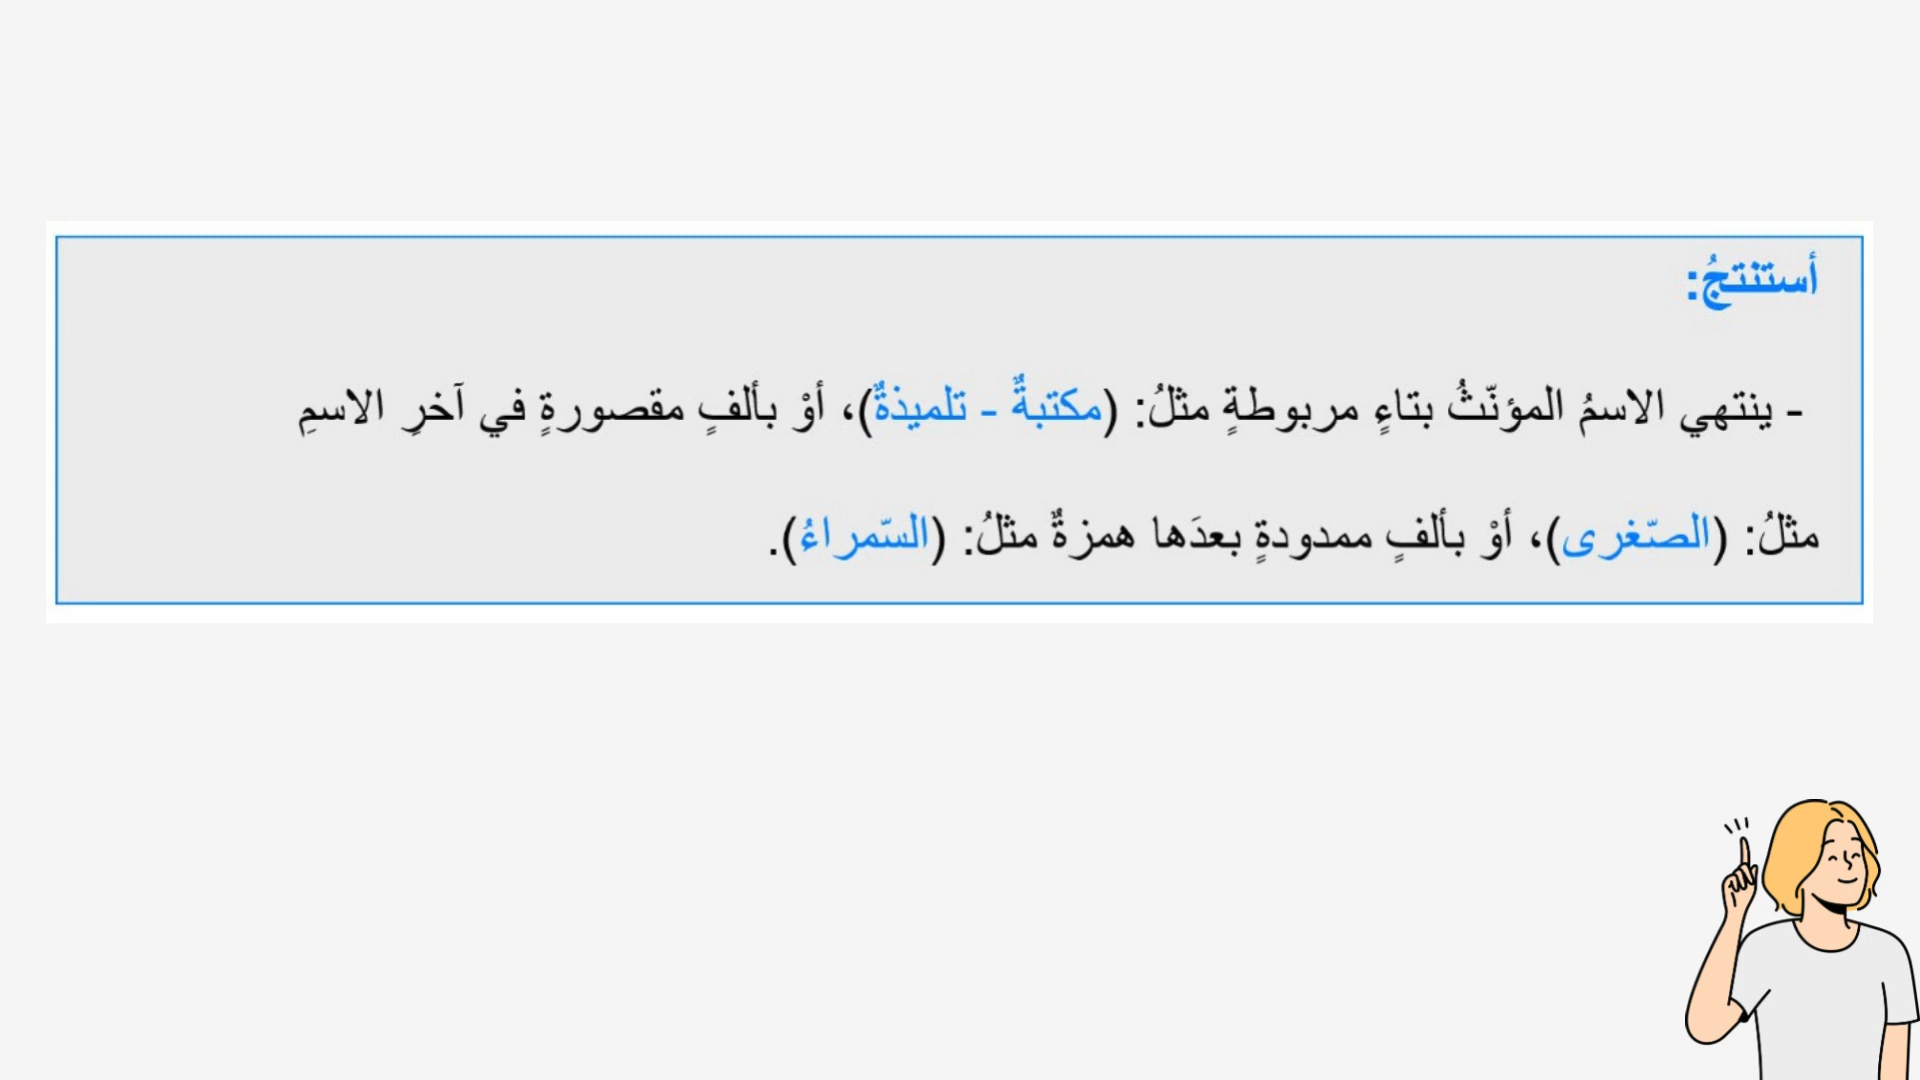 أستنتجُ:
- ينتهي الاسمُ المؤنّثُ بتاءٍ مربوطةٍ مثلُ: (مكتبةٌ - تلميذةٌ)، أوْ بألفٍ مقصورةٍ في آخرِ الاسمِ
مثلُ: (الصّغرى)، أوْ بألفٍ ممدودةٍ بعدَها همزةٌ مثلُ: (السّمراءُ).